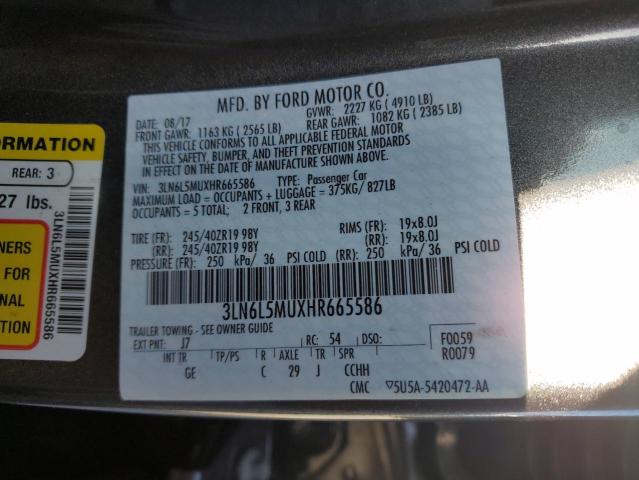 MFD. BY FORD MOTOR CO.
DATE: 08/17 GVWR: 2227 KG ( 4910 LB)
FRONT GAWR: 1163 KG ( 2565 LB) REAR GAWR: 1082 KG ( 2385 LB)
THIS VEHICLE CONFORMS TO ALL APPLICABLE FEDERAL MOTOR
VEHICLE SAFETY, BUMPER, AND THEFT PREVENTION STANDARDS
IN EFFECT ON THE DATE OF MANUFACTURE SHOWN ABOVE.
VIN: 3LN6L5MUXHR665586 TYPE: Passenger Car
MAXIMUM LOAD = OCCUPANTS + LUGGAGE = 375KG/ 827LB
OCCUPANTS = 5 TOTAL; 2 FRONT, 3 REAR
TIRE (FR): 245/40ZR19 98Y RIMS (FR): 19x8.0J
(RR): 245/40ZR19 98Y (RR): 19x8.0J
PRESSURE (FR): 250 kPa/ 36 PSI COLD (RR): 250 kPa/ 36 PSI COLD
3LN6L5MUXHR665586
TRAILER TOWING - SEE OWNER GUIDE
EXT PNT: J7 RC: 54 DSO: F0059
INT TR TP/PS R AXLE TR SPR R0079
GE C 29 J CCHH
CMC ▽5U5A-5420472-AA
ORMATION
REAR: 3
27 lbs.
WNERS
FOR
NAL
TION
3LN6L5MUXHR665586